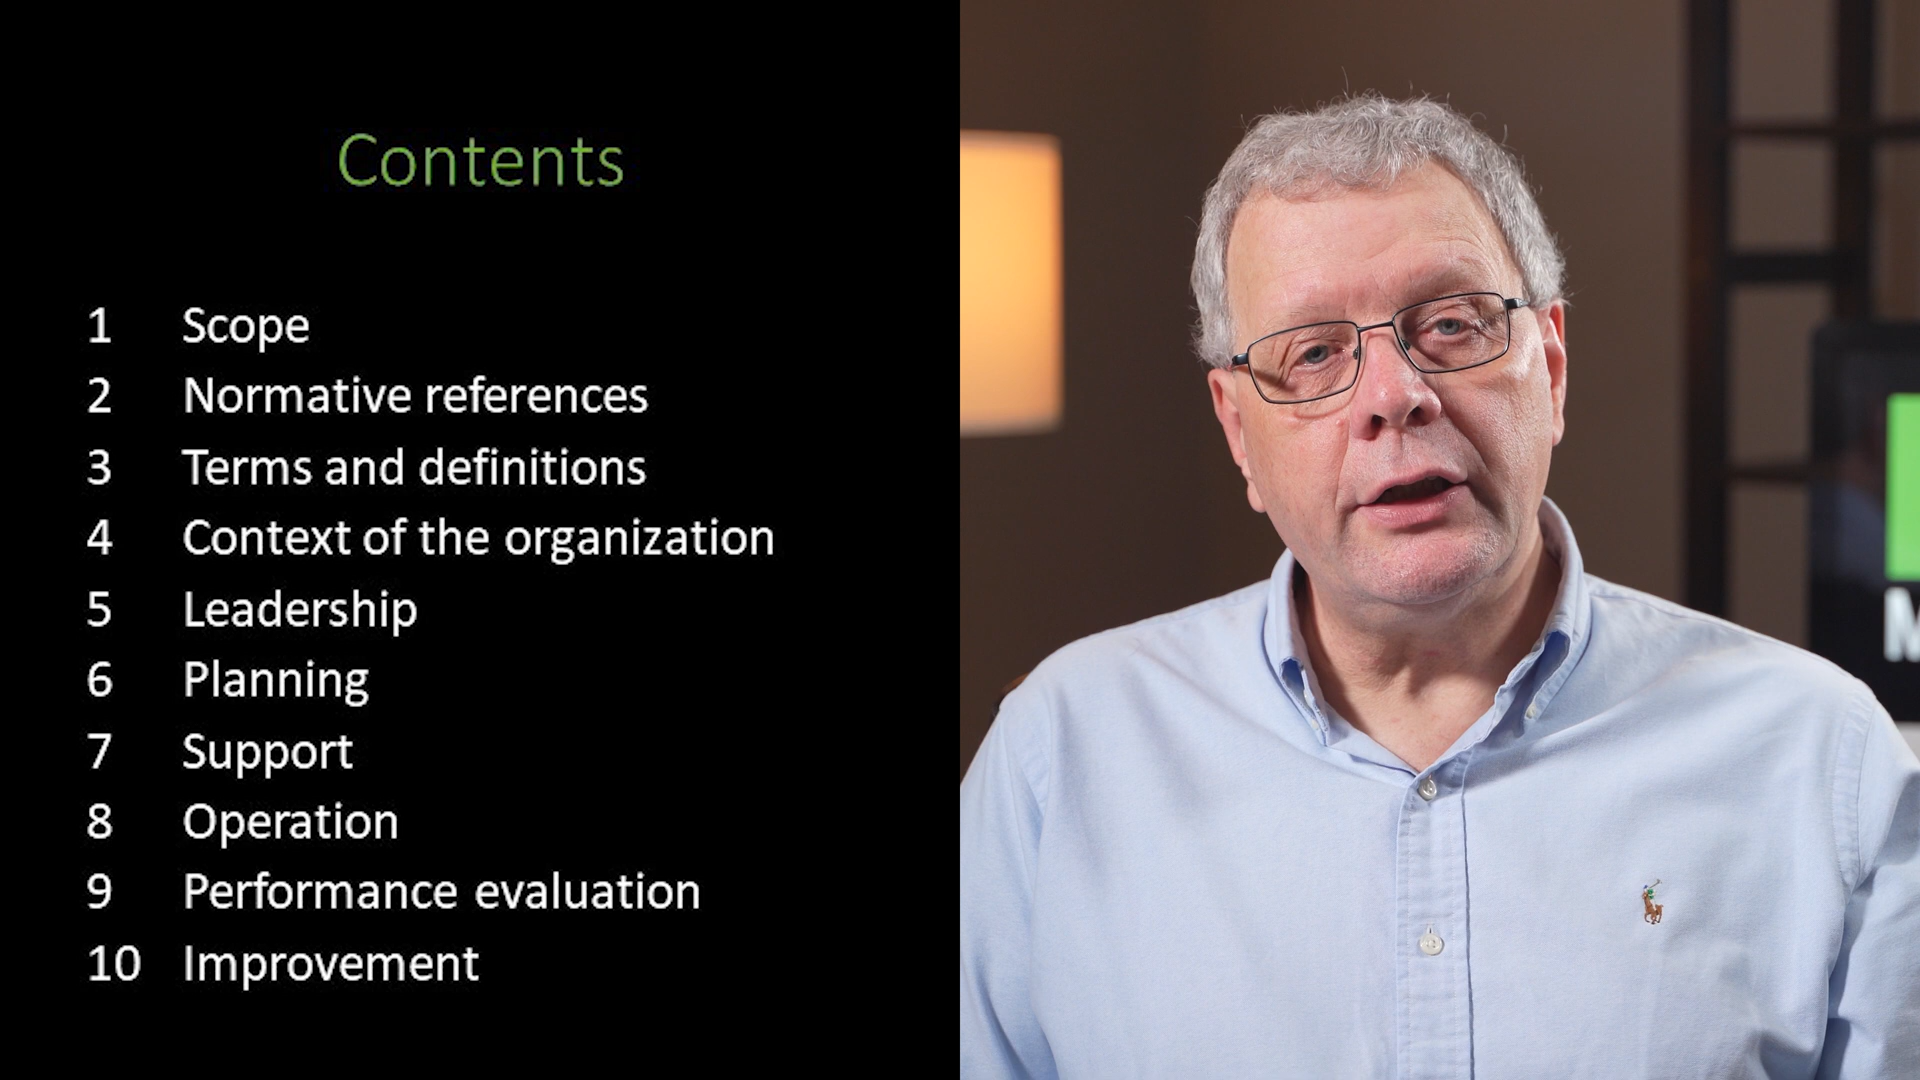 Contents
1 Scope
2 Normative references
3 Terms and definitions
4 Context of the organization
5 Leadership
6 Planning
7 Support
8 Operation
9 Performance evaluation
10 Improvement
M